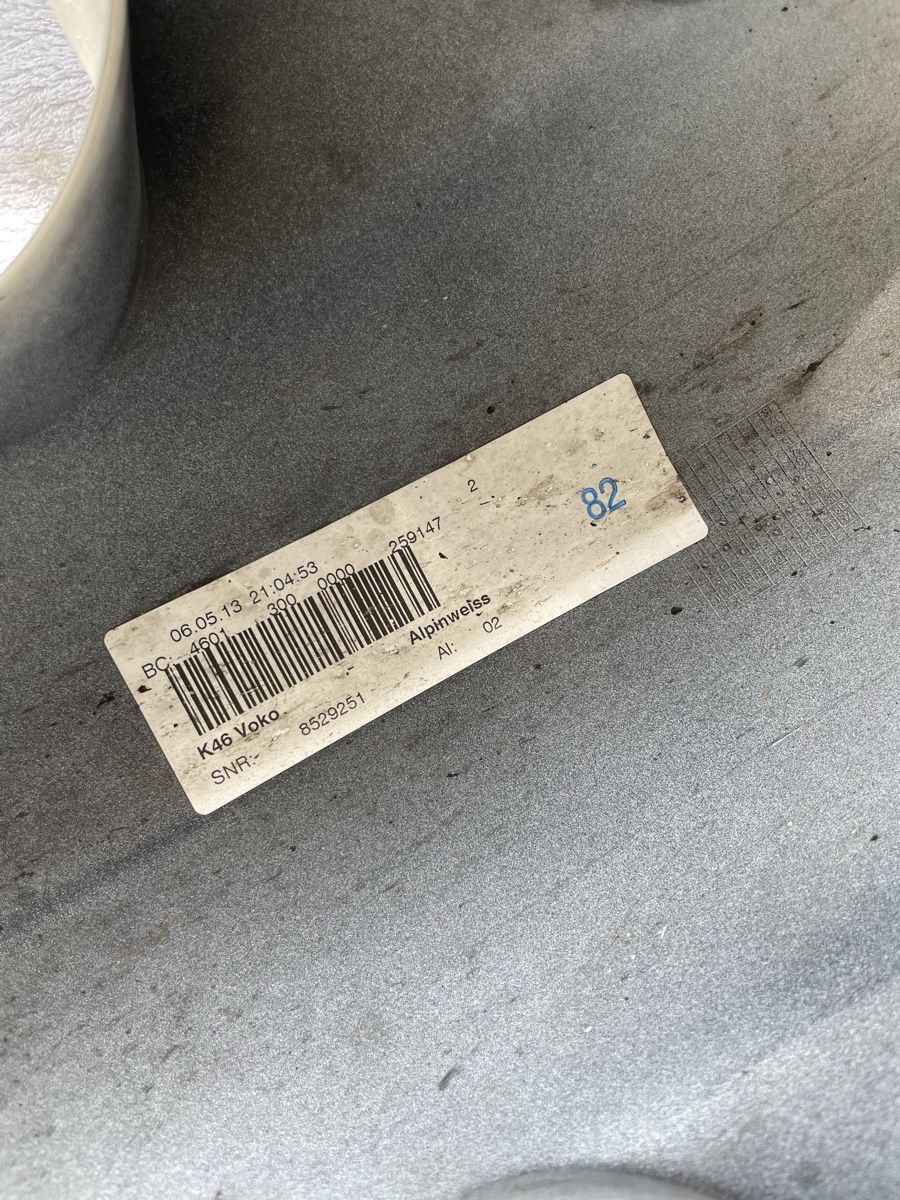 06.05.13 21:04:53
BC: 4601 300 0000 259147 2
82
K46 Voko Alpinweiss
SNR: 8529251 AI: 02